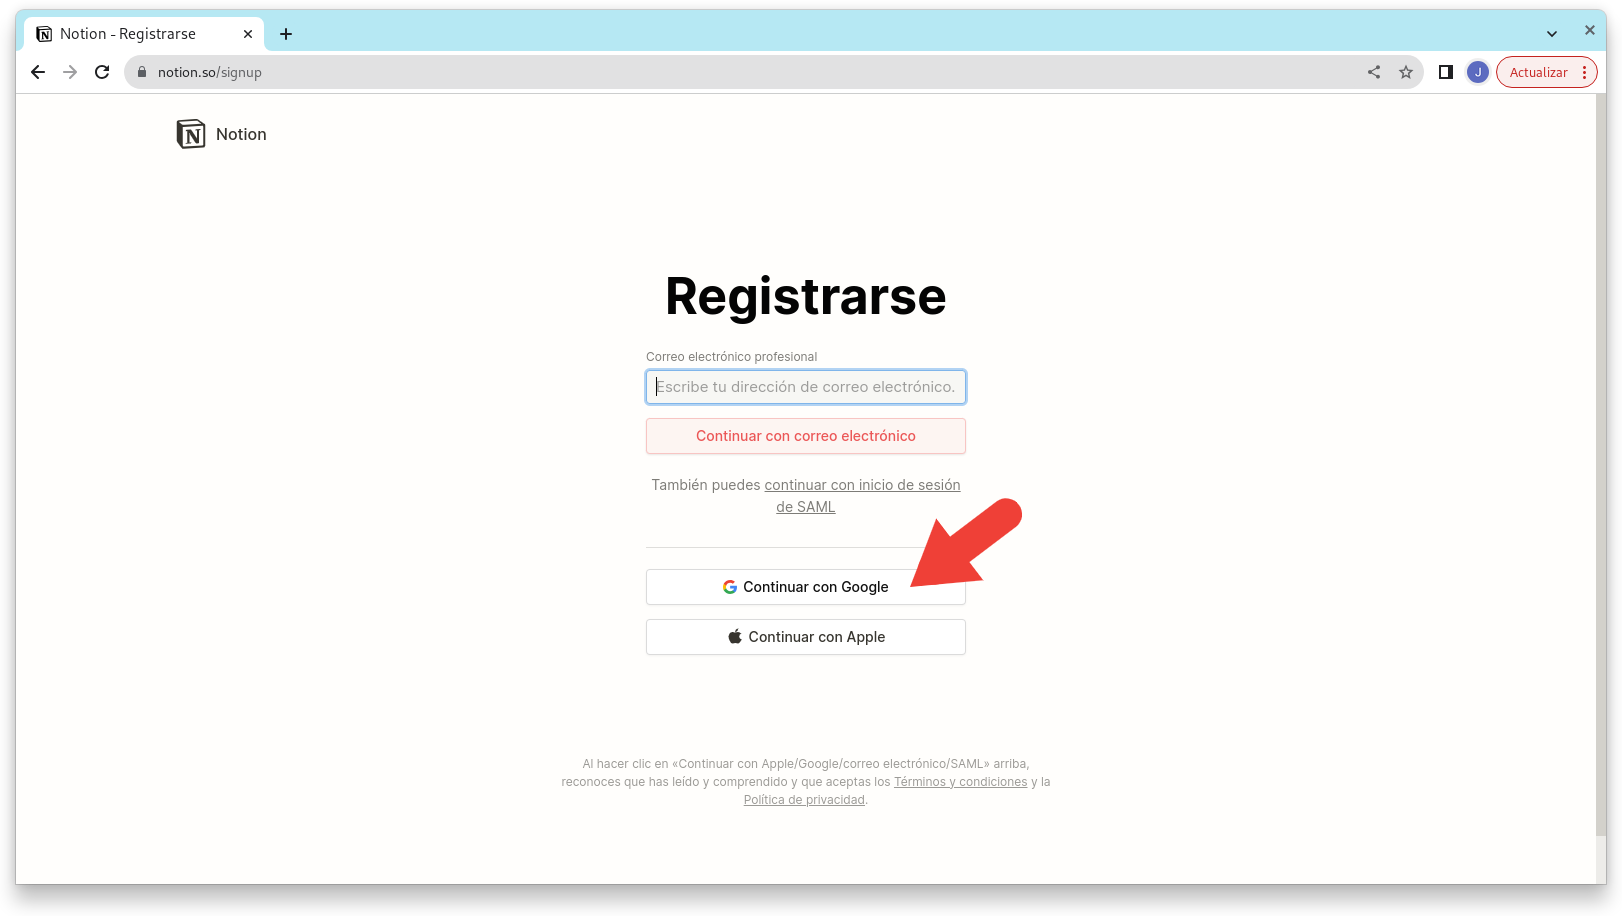 Notion - Registrarse
notion.so/signup
J
Actualizar
Notion
Registrarse
Correo electrónico profesional
Escribe tu dirección de correo electrónico.
Continuar con correo electrónico
También puedes continuar con inicio de sesión
de SAML
Continuar con Google
Continuar con Apple
Al hacer clic en «Continuar con Apple/Google/correo electrónico/SAML» arriba,
reconoces que has leído y comprendido y que aceptas los Términos y condiciones y la
Política de privacidad.